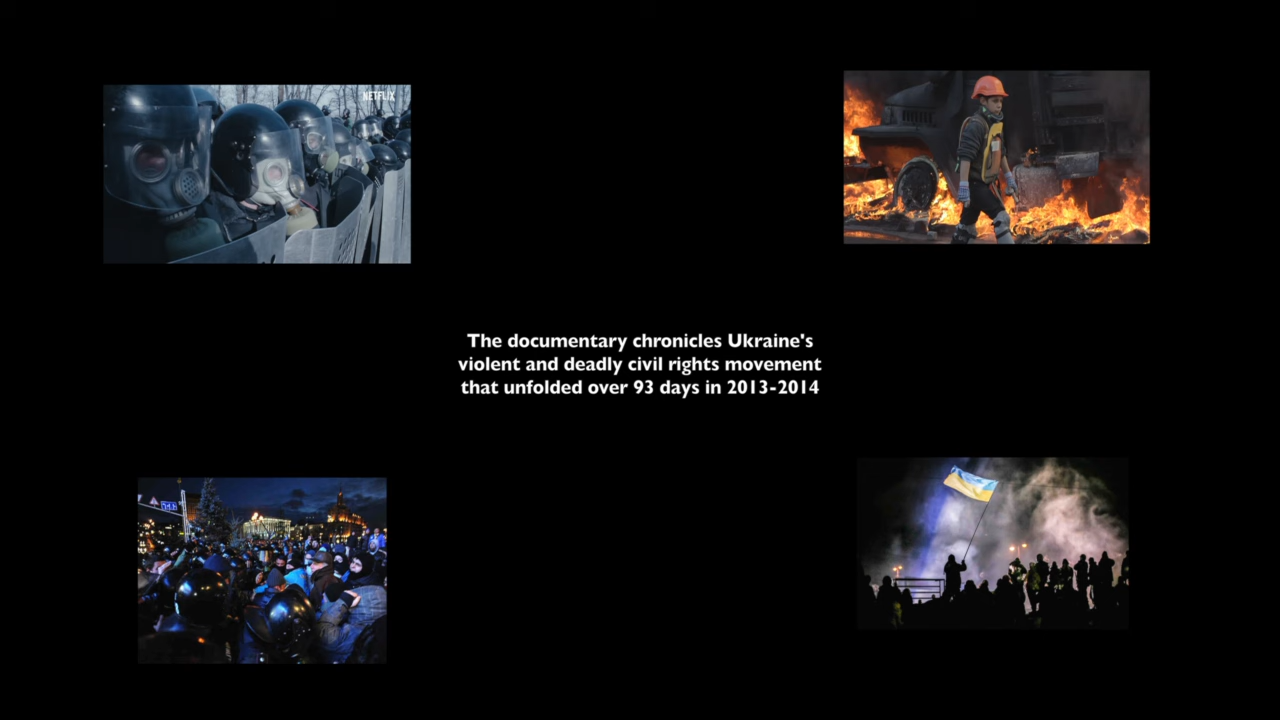 NETFLIX
The documentary chronicles Ukraine's
violent and deadly civil rights movement
that unfolded over 93 days in 2013-2014